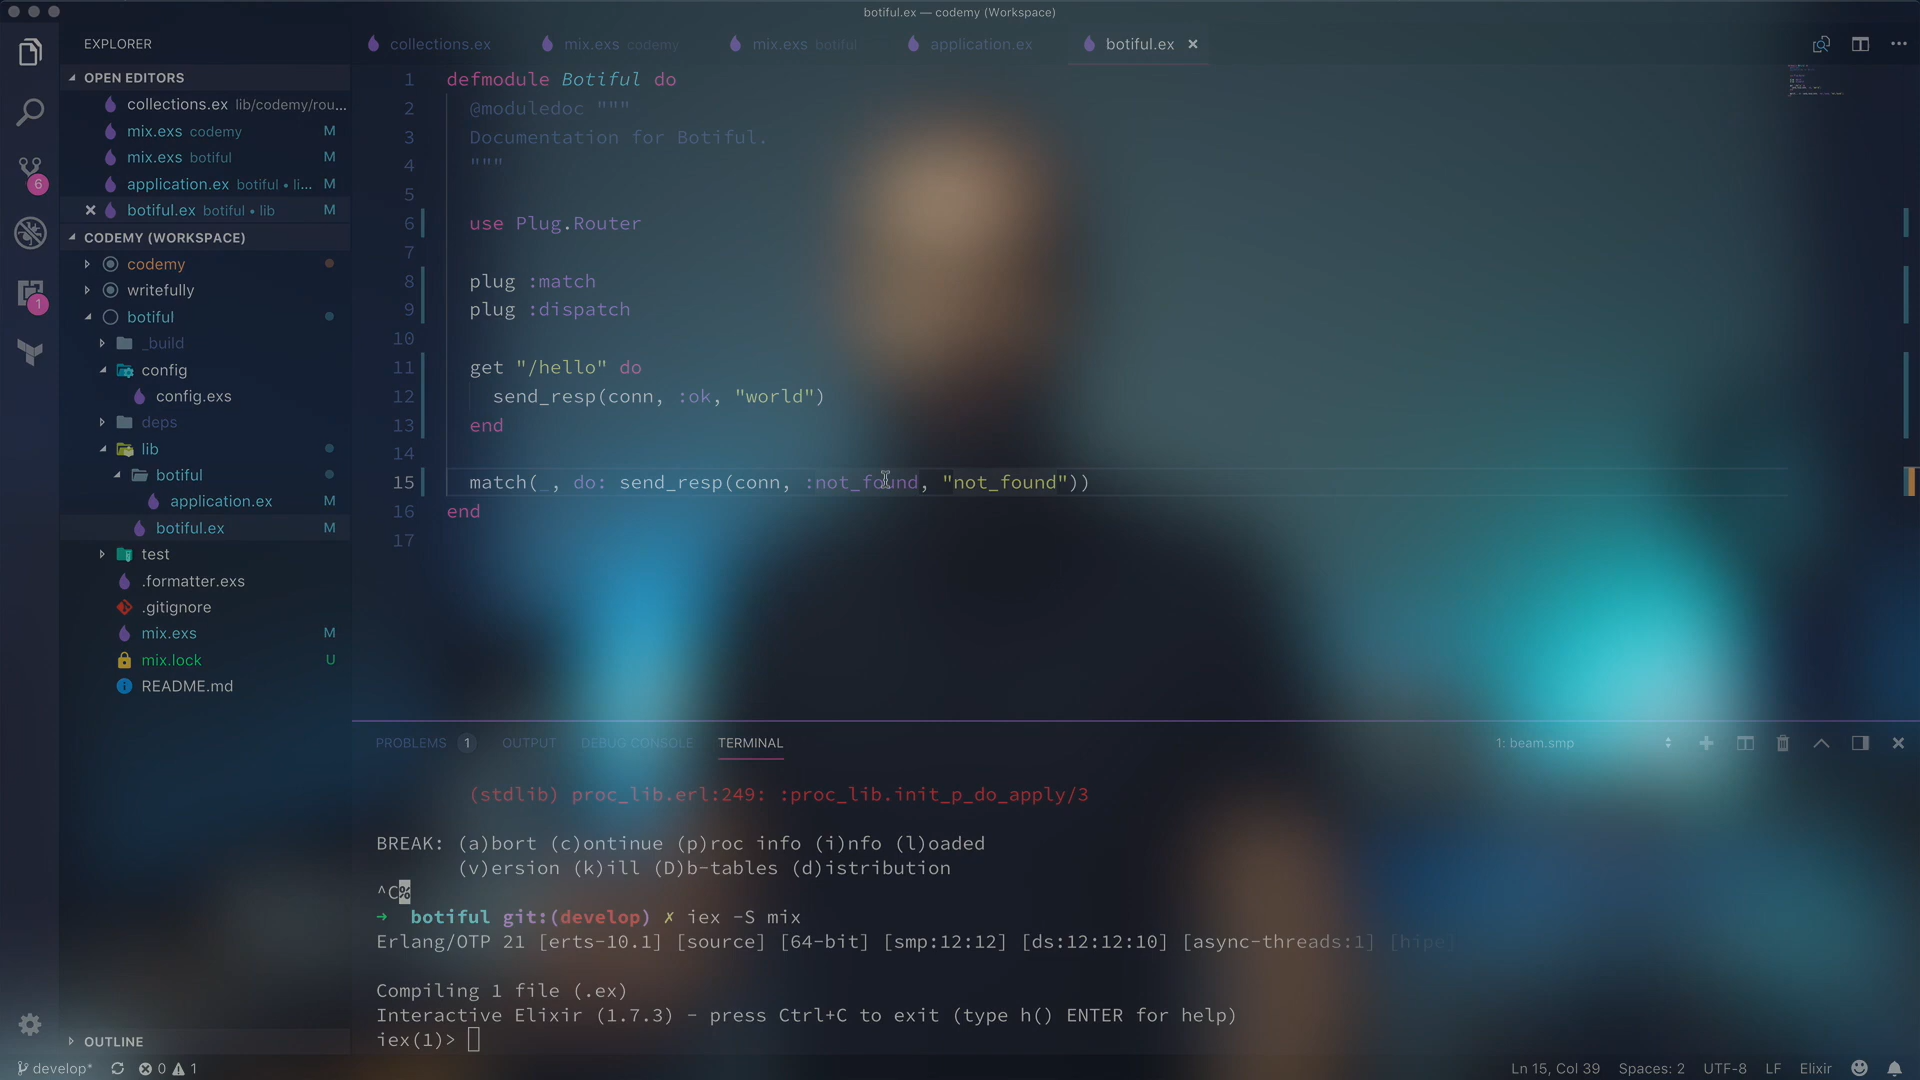 botiful.ex — codemy (Workspace)
EXPLORER
collections.ex
mix.exs codemy
mix.exs botiful
application.ex
botiful.ex
OPEN EDITORS
collections.ex lib/codemy/rou...
mix.exs codemy M
mix.exs botiful M
application.ex botiful • li... M
botiful.ex botiful • lib M
CODEMY (WORKSPACE)
codemy
writefully
botiful
_build
config
config.exs
deps
lib
botiful
application.ex M
botiful.ex M
test
.formatter.exs
.gitignore
mix.exs M
mix.lock U
README.md
OUTLINE
6
1
1 defmodule Botiful do
2 @moduledoc """
3 Documentation for Botiful.
4 """
5
6 use Plug.Router
7
8 plug :match
9 plug :dispatch
10
11 get "/hello" do
12 send_resp(conn, :ok, "world")
13 end
14
15 match(_, do: send_resp(conn, :not_found, "not_found"))
16 end
17
PROBLEMS 1 OUTPUT DEBUG CONSOLE TERMINAL 1: beam.smp
(stdlib) proc_lib.erl:249: :proc_lib.init_p_do_apply/3
BREAK: (a)bort (c)ontinue (p)roc info (i)nfo (l)oaded
(v)ersion (k)ill (D)b-tables (d)istribution
^C%
➜ botiful git:(develop) ✗ iex -S mix
Erlang/OTP 21 [erts-10.1] [source] [64-bit] [smp:12:12] [ds:12:12:10] [async-threads:1] [hipe]
Compiling 1 file (.ex)
Interactive Elixir (1.7.3) - press Ctrl+C to exit (type h() ENTER for help)
iex(1)>
develop* 0 1 Ln 15, Col 39 Spaces: 2 UTF-8 LF Elixir